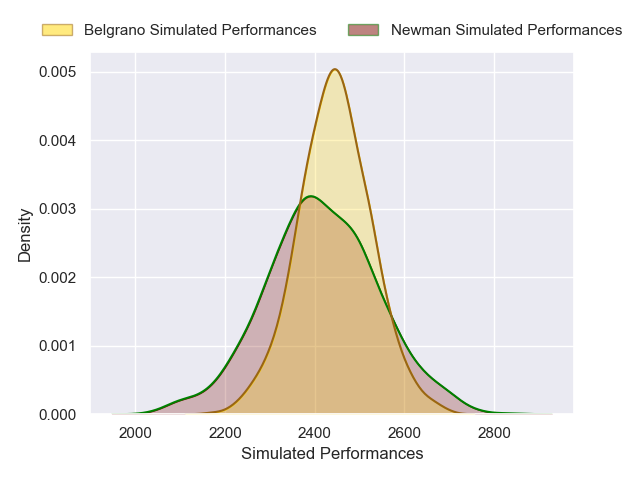 Belgrano Simulated Performances
Newman Simulated Performances
0.005
0.004
0.003
0.002
0.001
0.000
Density
2000 2200 2400 2600 2800
Simulated Performances